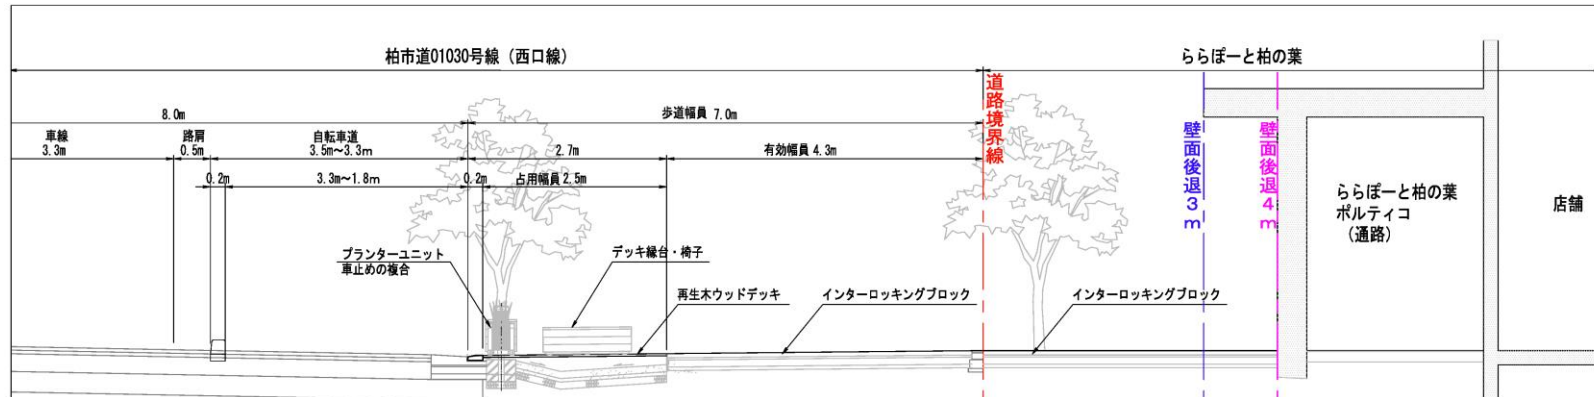 柏市道01030号線（西口線）
ららぽーと柏の葉
道路境界線
8.0m
歩道幅員 7.0m
壁面後退3m
壁面後退4m
車線
3.3m
路肩
0.5m
自転車道
3.5m~3.3m
2.7m
有効幅員 4.3m
0.2m
3.3m~1.8m
0.2m
占用幅員 2.5m
ららぽーと柏の葉
ポルティコ
（通路）
店舗
プランターユニット
車止めの複合
デッキ縁台・椅子
再生木ウッドデッキ
インターロッキングブロック
インターロッキングブロック